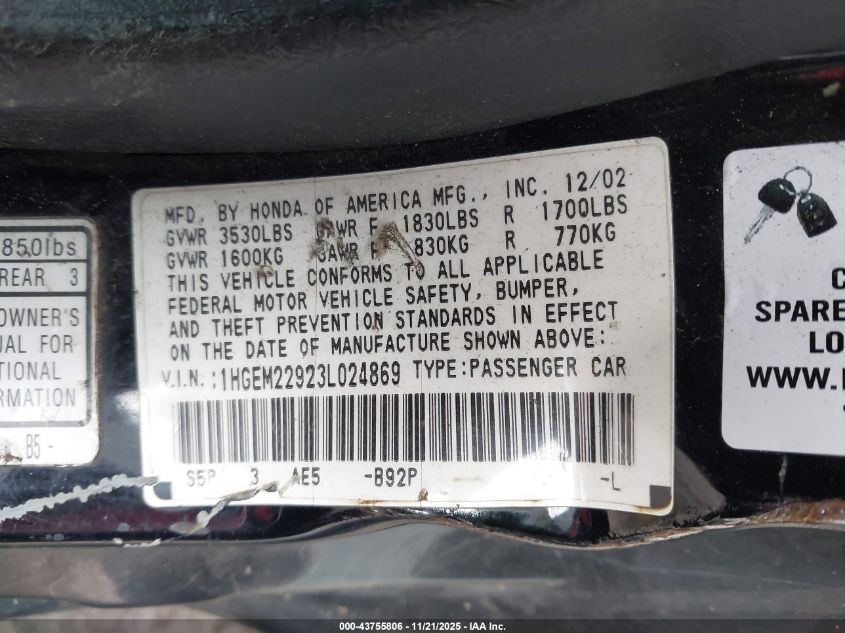 850lbs
REAR 3
OWNER'S
UAL FOR
TIONAL
RMATION
B5-
MFD. BY HONDA OF AMERICA MFG., INC. 12/02
GVWR 3530LBS GAWR F 1830LBS R 1700LBS
GVWR 1600KG GAWR F 830KG R 770KG
THIS VEHICLE CONFORMS TO ALL APPLICABLE
FEDERAL MOTOR VEHICLE SAFETY, BUMPER,
AND THEFT PREVENTION STANDARDS IN EFFECT
ON THE DATE OF MANUFACTURE SHOWN ABOVE:
V.I.N.:1HGEM22923L024869 TYPE:PASSENGER CAR
S5P 3 AE5 -B92P -L
C
SPARE
LO
WWW.
000-43755806 - 11/21/2025 - IAA Inc.